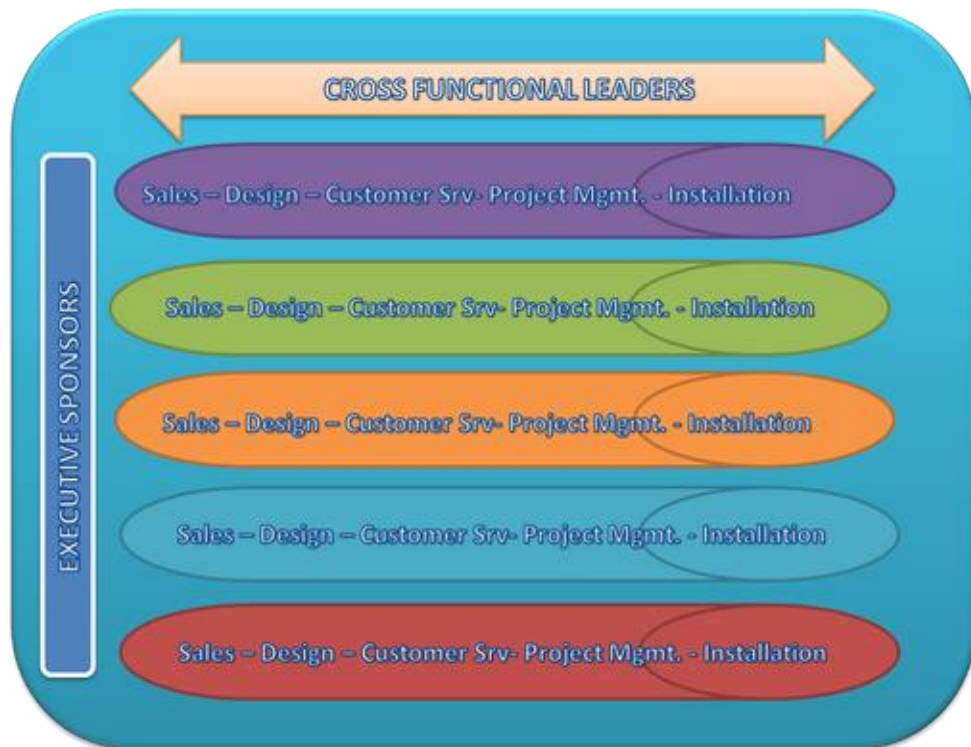 CROSS FUNCTIONAL LEADERS
EXECUTIVE SPONSORS
Sales – Design – Customer Srv- Project Mgmt. - Installation
Sales – Design – Customer Srv- Project Mgmt. - Installation
Sales – Design – Customer Srv- Project Mgmt. - Installation
Sales – Design – Customer Srv- Project Mgmt. - Installation
Sales – Design – Customer Srv- Project Mgmt. - Installation